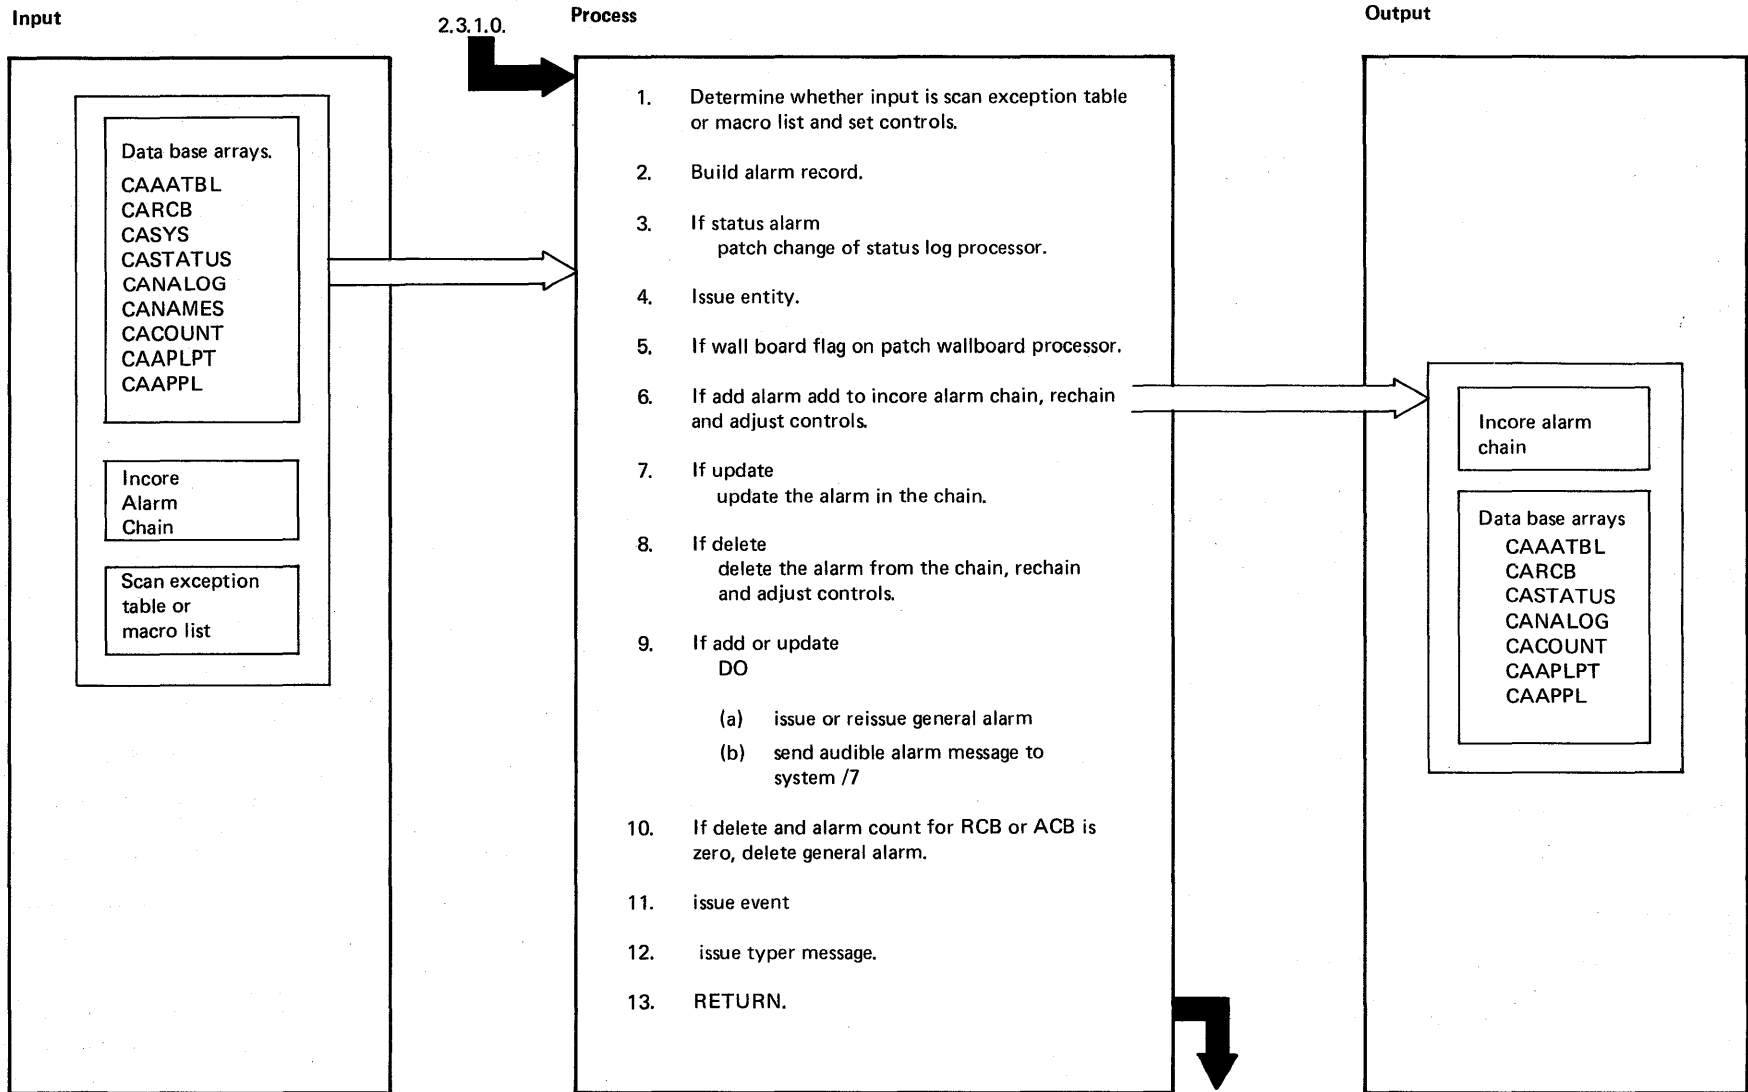 Input
2.3.1.0.
Process
Output
Data base arrays.
CAAATBL
CARCB
CASYS
CASTATUS
CANALOG
CANAMES
CACOUNT
CAAPLPT
CAAPPL
Incore
Alarm
Chain
Scan exception
table or
macro list
1. Determine whether input is scan exception table
or macro list and set controls.
2. Build alarm record.
3. If status alarm
patch change of status log processor.
4. Issue entity.
5. If wall board flag on patch wallboard processor.
6. If add alarm add to incore alarm chain, rechain
and adjust controls.
7. If update
update the alarm in the chain.
8. If delete
delete the alarm from the chain, rechain
and adjust controls.
9. If add or update
DO
(a) issue or reissue general alarm
(b) send audible alarm message to
system /7
10. If delete and alarm count for RCB or ACB is
zero, delete general alarm.
11. issue event
12. issue typer message.
13. RETURN.
Incore alarm
chain
Data base arrays
CAAATBL
CARCB
CASTATUS
CANALOG
CACOUNT
CAAPLPT
CAAPPL